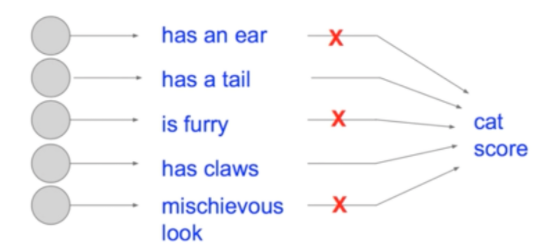 has an ear
X
has a tail
is furry
X
cat
score
has claws
mischievous
look
X